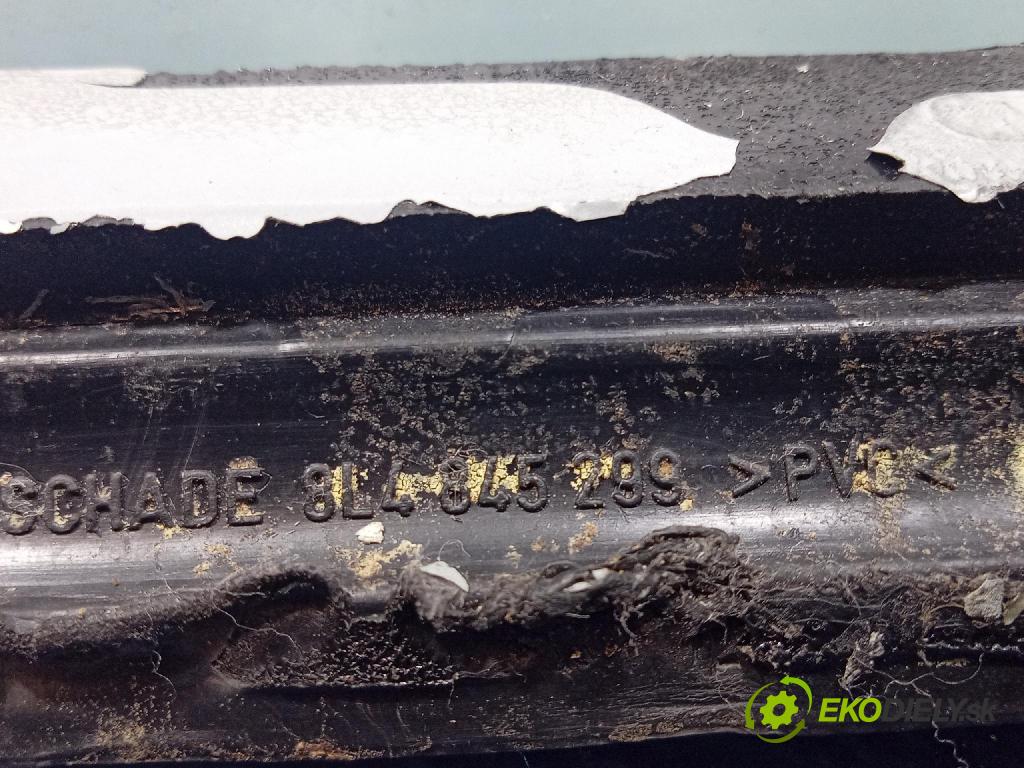 SCHADE 8L4 845 299 >PVC<
EKODIELY.sk